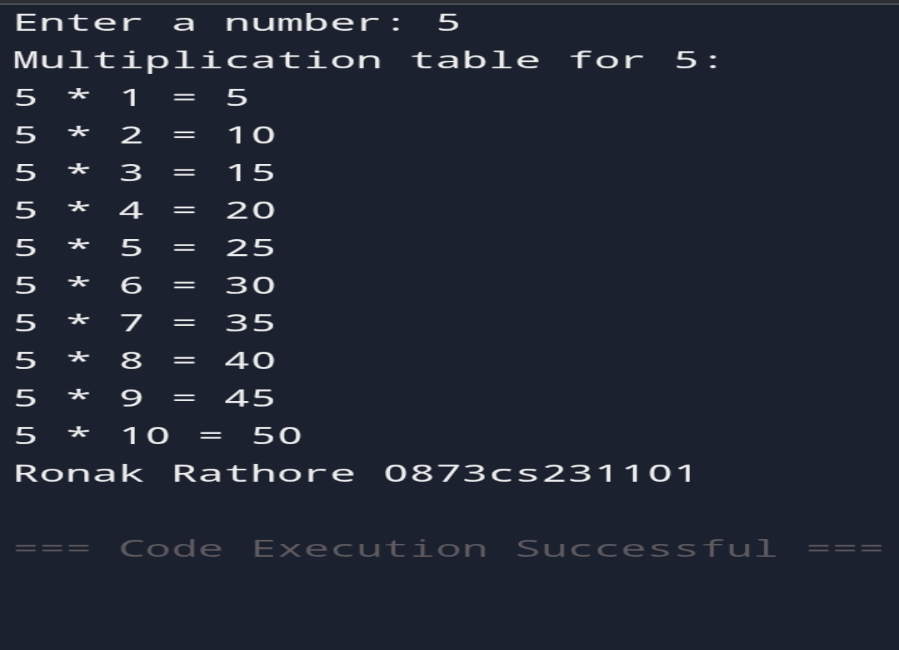 Enter a number: 5
Multiplication table for 5:
5 * 1 = 5
5 * 2 = 10
5 * 3 = 15
5 * 4 = 20
5 * 5 = 25
5 * 6 = 30
5 * 7 = 35
5 * 8 = 40
5 * 9 = 45
5 * 10 = 50
Ronak Rathore 0873cs231101
=== Code Execution Successful ===